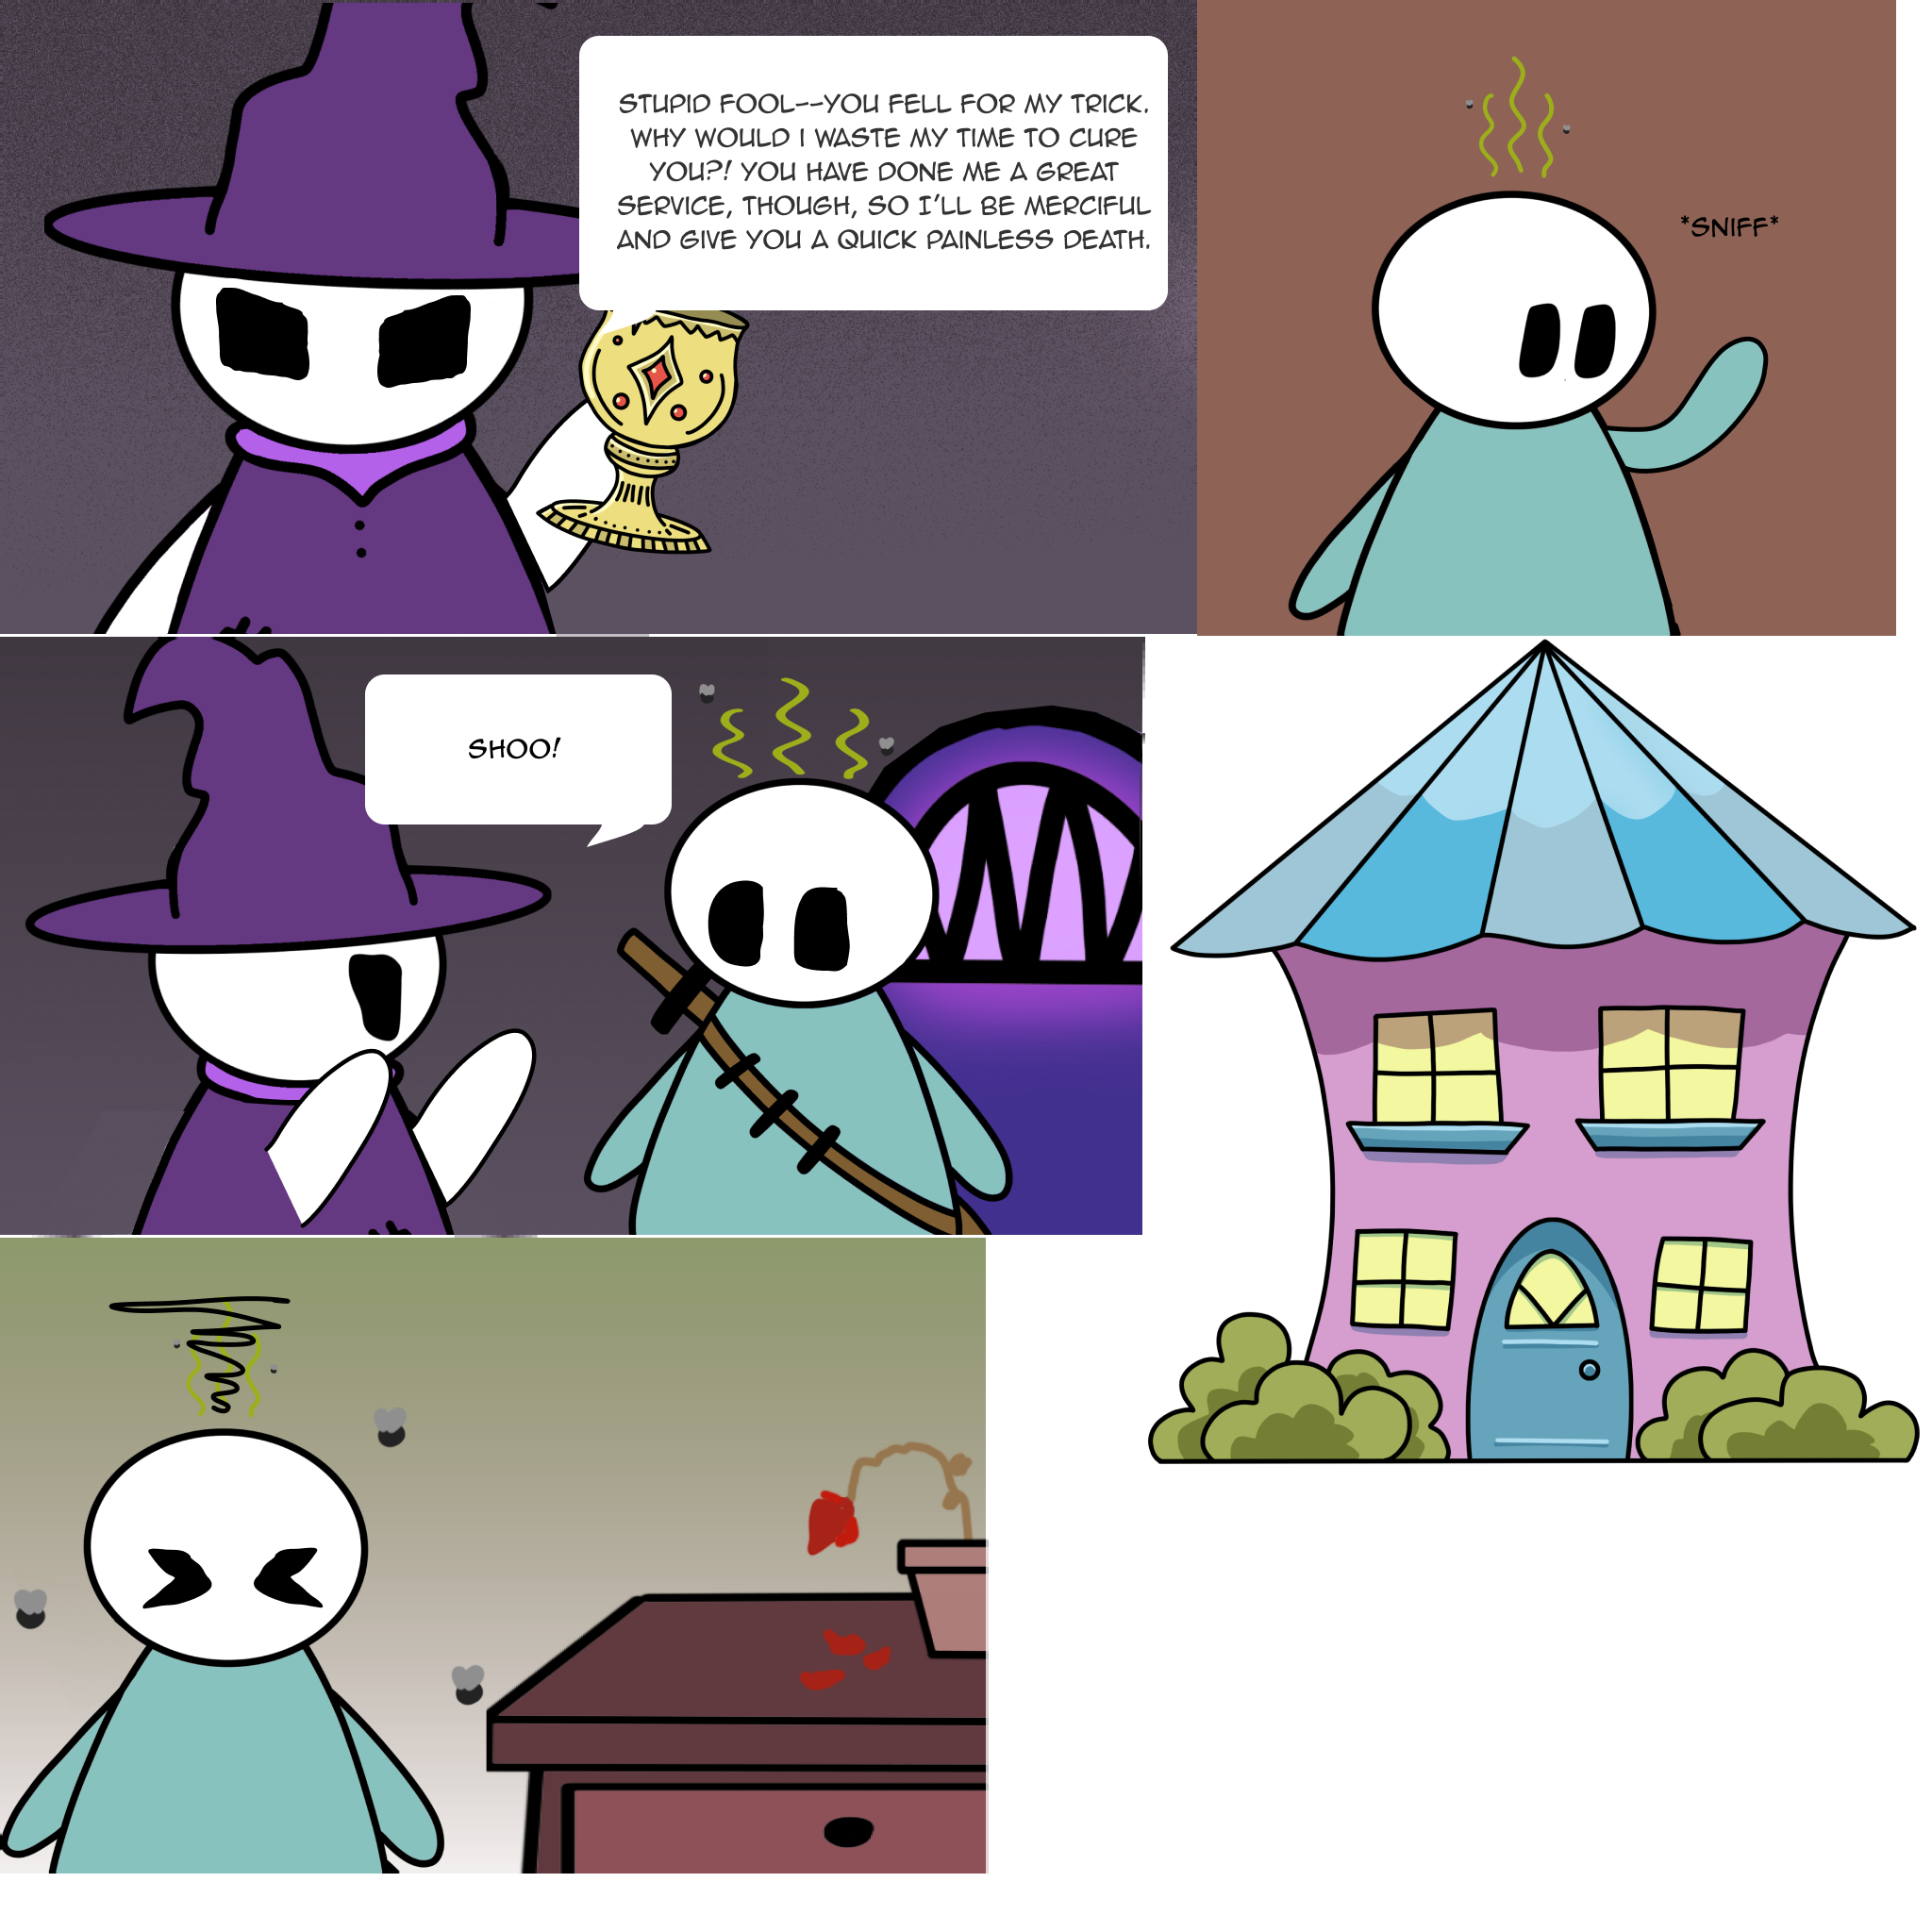 STUPID FOOL--YOU FELL FOR MY TRICK.
WHY WOULD I WASTE MY TIME TO CURE
YOU?! YOU HAVE DONE ME A GREAT
SERVICE, THOUGH, SO I'LL BE MERCIFUL
AND GIVE YOU A QUICK PAINLESS DEATH.
*SNIFF*
SHOO!